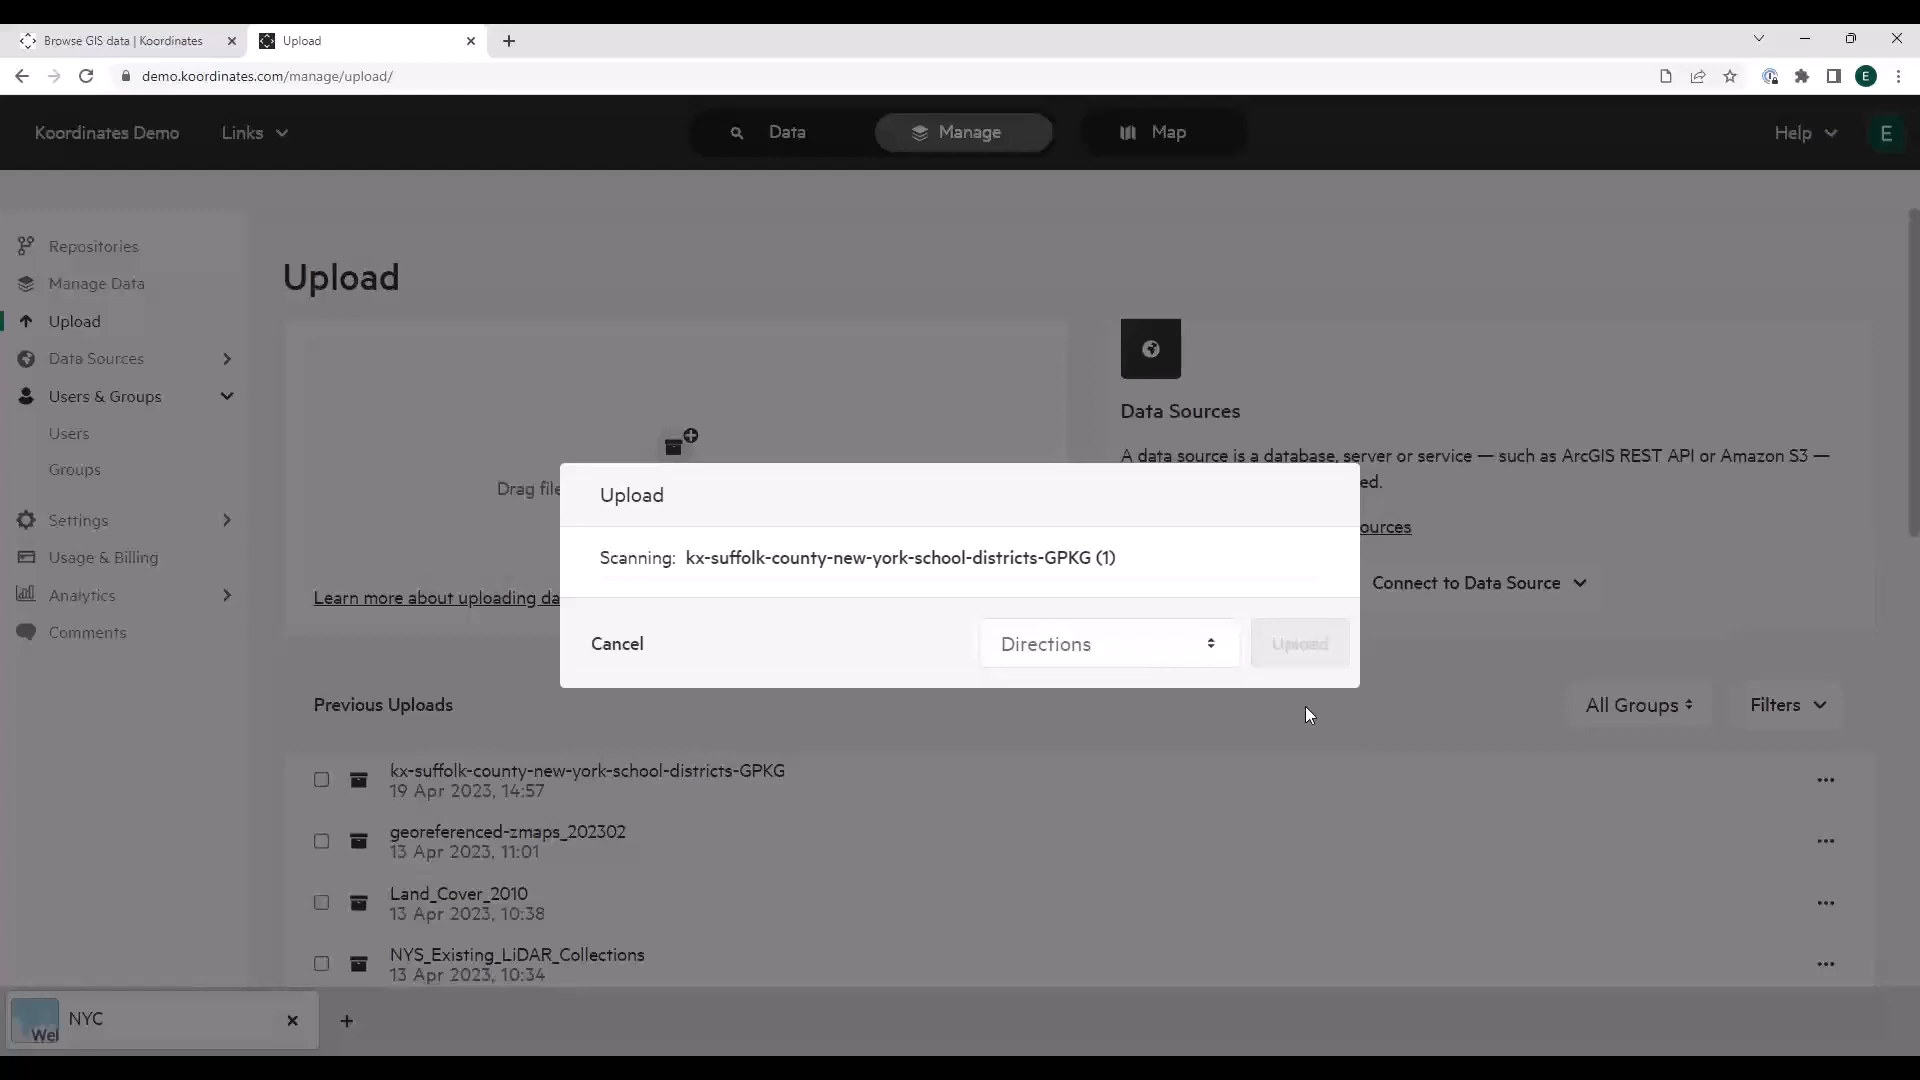 Browse GIS data | Koordinates
Upload
demo.koordinates.com/manage/upload/
E
Koordinates Demo
Links
Data
Manage
Map
Help
E
Repositories
Manage Data
Upload
Data Sources
Users & Groups
Users
Groups
Settings
Usage & Billing
Analytics
Comments
Upload
Drag file
Learn more about uploading da
Data Sources
A data source is a database, server or service — such as ArcGIS REST API or Amazon S3 —
ed.
ources
Connect to Data Source
Upload
Scanning: kx-suffolk-county-new-york-school-districts-GPKG (1)
Cancel
Directions
Upload
Previous Uploads
All Groups
Filters
kx-suffolk-county-new-york-school-districts-GPKG
19 Apr 2023, 14:57
georeferenced-zmaps_202302
13 Apr 2023, 11:01
Land_Cover_2010
13 Apr 2023, 10:38
NYS_Existing_LiDAR_Collections
13 Apr 2023, 10:34
Wel
NYC